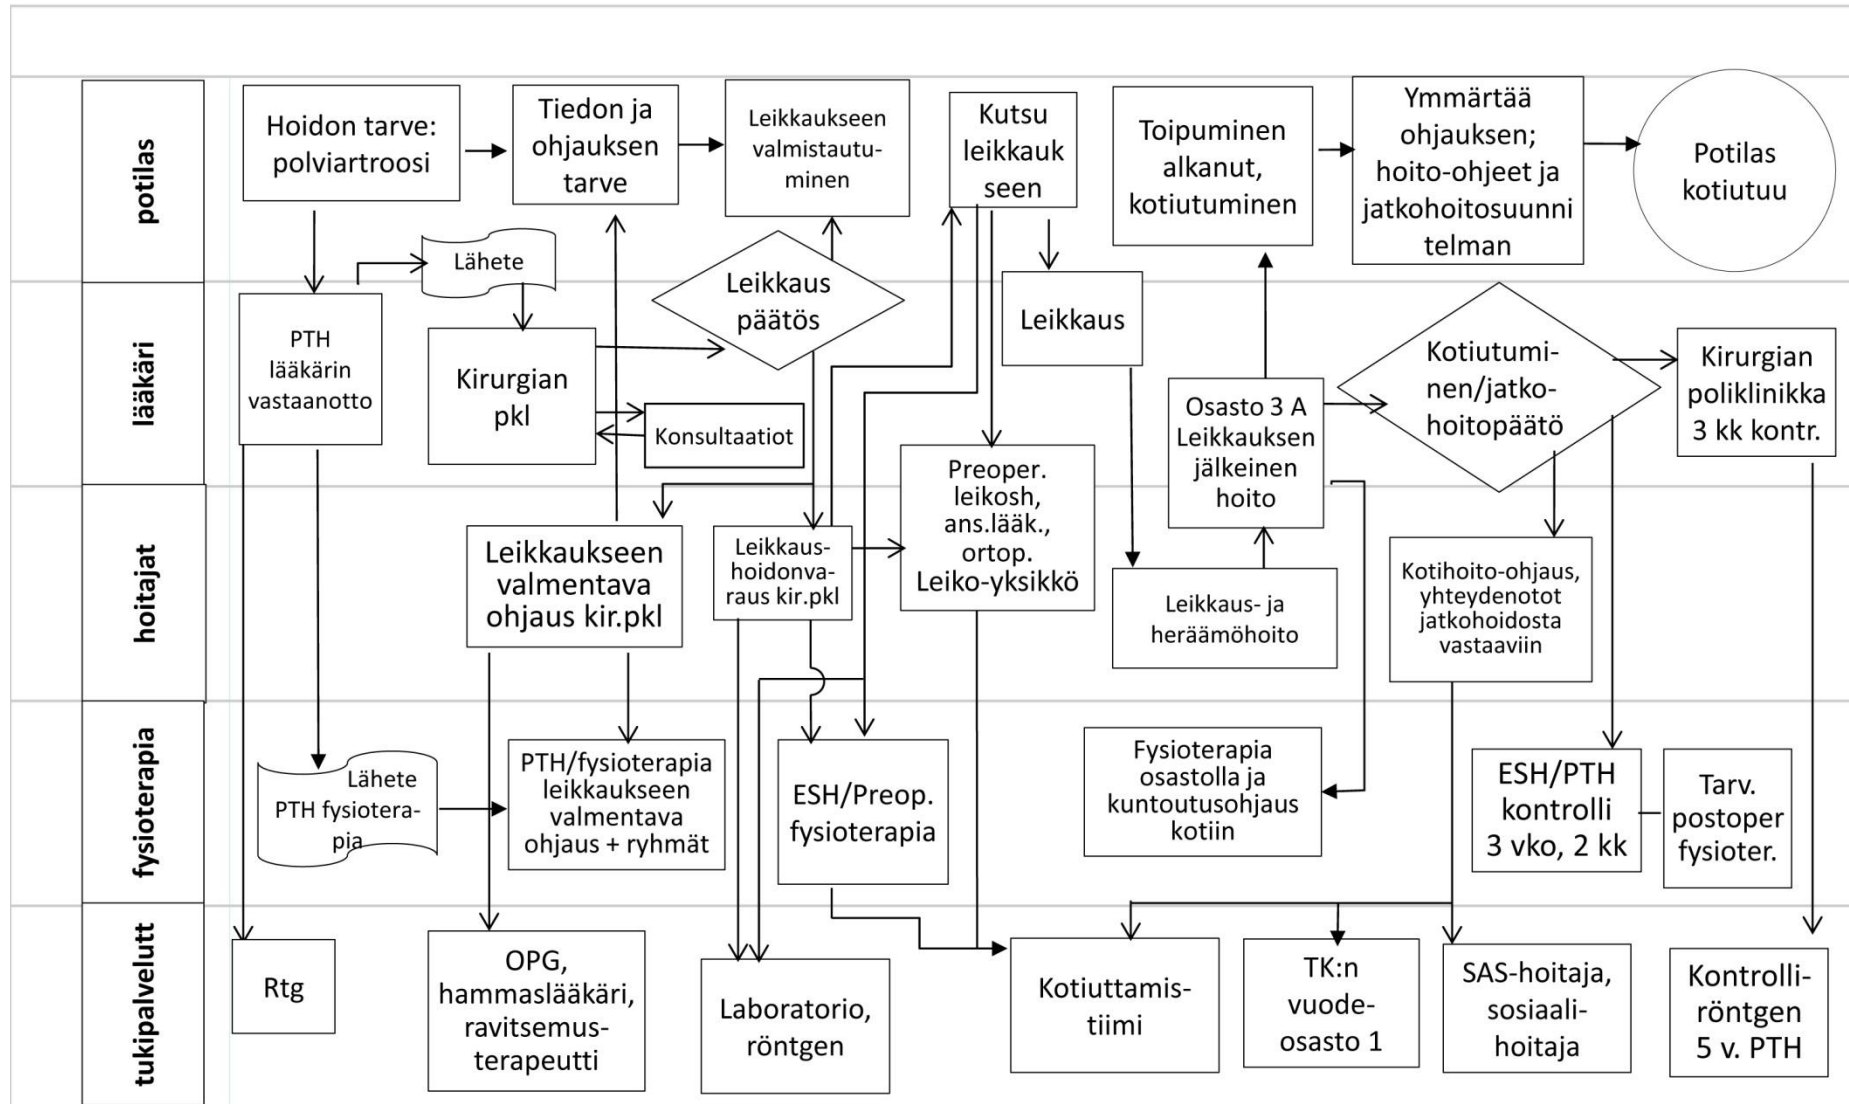 potilas
Hoidon tarve:
polviartroosi
Tiedon ja
ohjauksen
tarve
Leikkaukseen
valmistautu-
minen
Kutsu
leikkauk
seen
Toipuminen
alkanut,
kotiutuminen
Ymmärtää
ohjauksen;
hoito-ohjeet ja
jatkohoitosuunni
telman
Potilas
kotiutuu
Lähete
lääkäri
PTH
lääkärin
vastaanotto
Kirurgian
pkl
Konsultaatiot
Leikkaus
päätös
Leikkaus
Osasto 3 A
Leikkauksen
jälkeinen
hoito
Kotiutumi-
nen/jatko-
hoitopäätö
Kirurgian
poliklinikka
3 kk kontr.
hoitajat
Leikkaukseen
valmentava
ohjaus kir.pkl
Leikkaus-
hoidonva-
raus kir.pkl
Preoper.
leikosh,
ans.lääk.,
ortop.
Leiko-yksikkö
Leikkaus- ja
heräämöhoito
Kotihoito-ohjaus,
yhteydenotot
jatkohoidosta
vastaaviin
fysioterapia
Lähete
PTH fysiotera-
pia
PTH/fysioterapia
leikkaukseen
valmentava
ohjaus + ryhmät
ESH/Preop.
fysioterapia
Fysioterapia
osastolla ja
kuntoutusohjaus
kotiin
ESH/PTH
kontrolli
3 vko, 2 kk
Tarv.
postoper
fysioter.
tukipalvelutt
Rtg
OPG,
hammaslääkäri,
ravitsemus-
terapeutti
Laboratorio,
röntgen
Kotiuttamis-
tiimi
TK:n
vuode-
osasto 1
SAS-hoitaja,
sosiaali-
hoitaja
Kontrolli-
röntgen
5 v. PTH